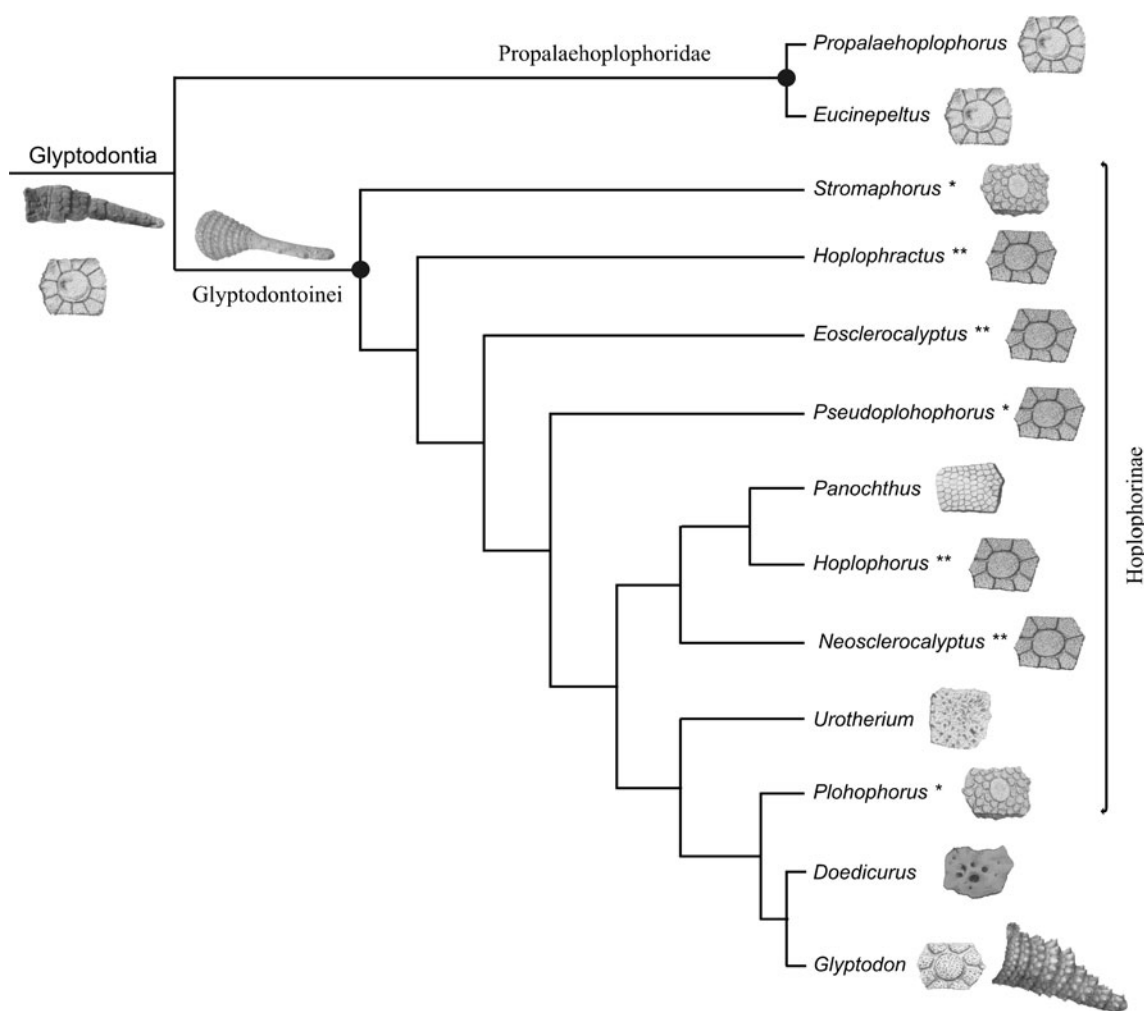 Propalaehoplophoridae
Propalaehoplophorus
Eucinepeltus
Glyptodontia
Stromaphorus *
Glyptodontoinei
Hoplophractus **
Eosclerocalyptus **
Pseudoplohophorus *
Panochthus
Hoplophorus **
Neosclerocalyptus **
Urotherium
Plohophorus *
Doedicurus
Glyptodon
Hoplophorinae